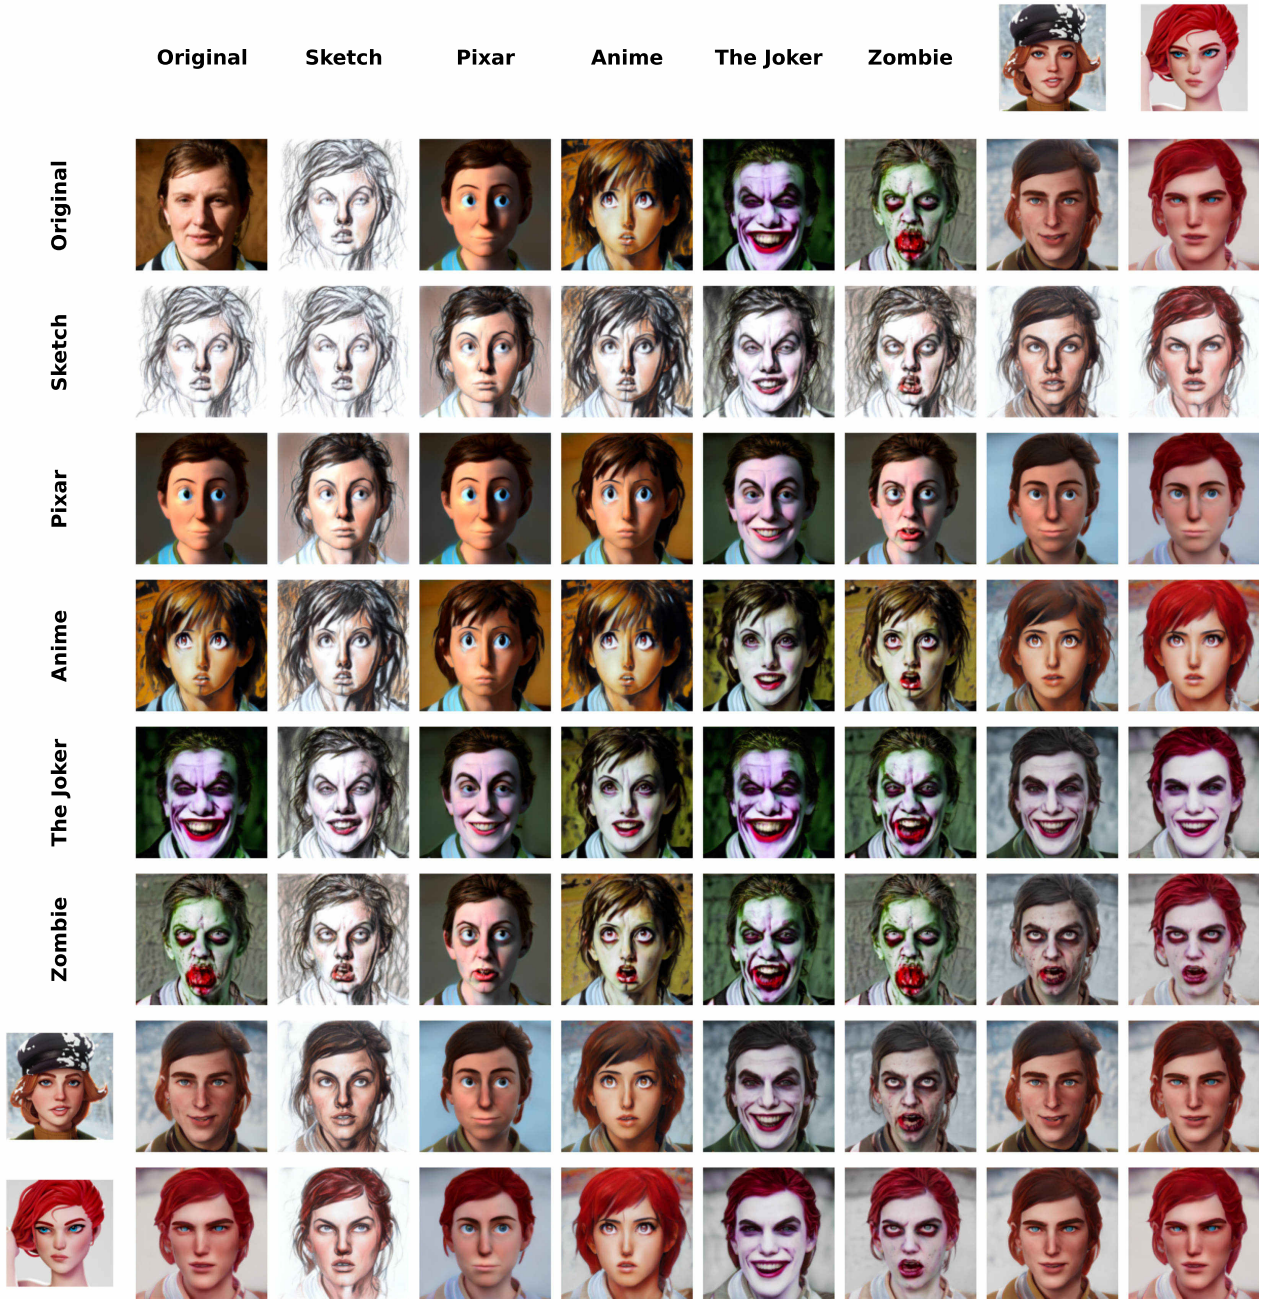 Original Sketch Pixar Anime The Joker Zombie
Original
Sketch
Pixar
Anime
The Joker
Zombie